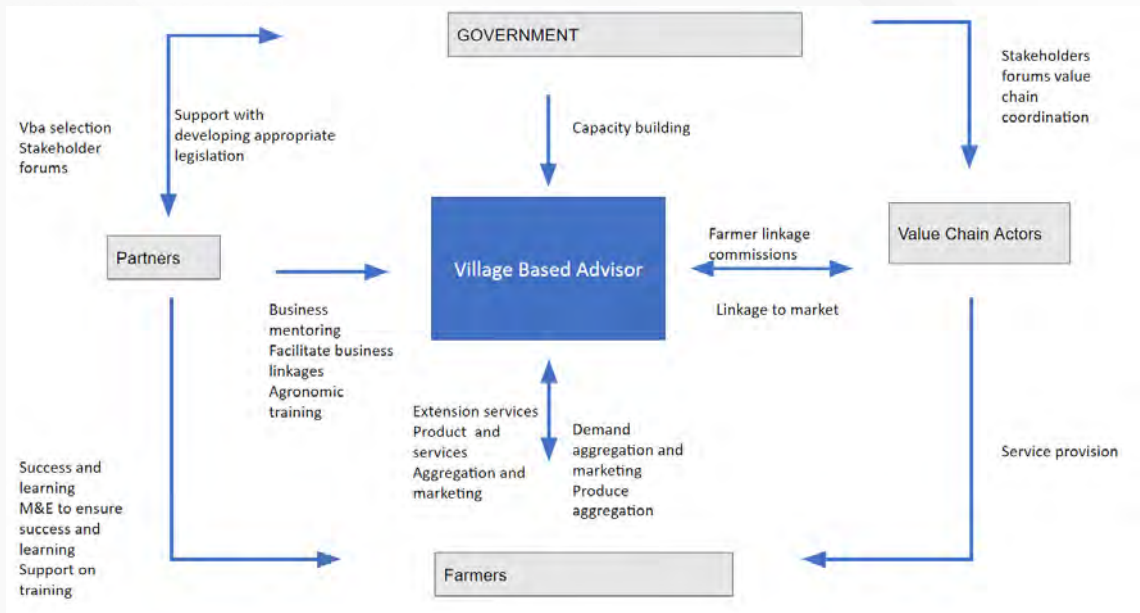 GOVERNMENT
Stakeholders
forums value
chain
coordination
Vba selection
Stakeholder
forums
Support with
developing appropriate
legislation
Capacity building
Partners
Village Based Advisor
Farmer linkage
commissions
Linkage to market
Value Chain Actors
Business
mentoring
Facilitate business
linkages
Agronomic
training
Extension services
Product and
services
Aggregation and
marketing
Demand
aggregation and
marketing
Produce
aggregation
Service provision
Success and
learning
M&E to ensure
success and
learning
Support on
training
Farmers